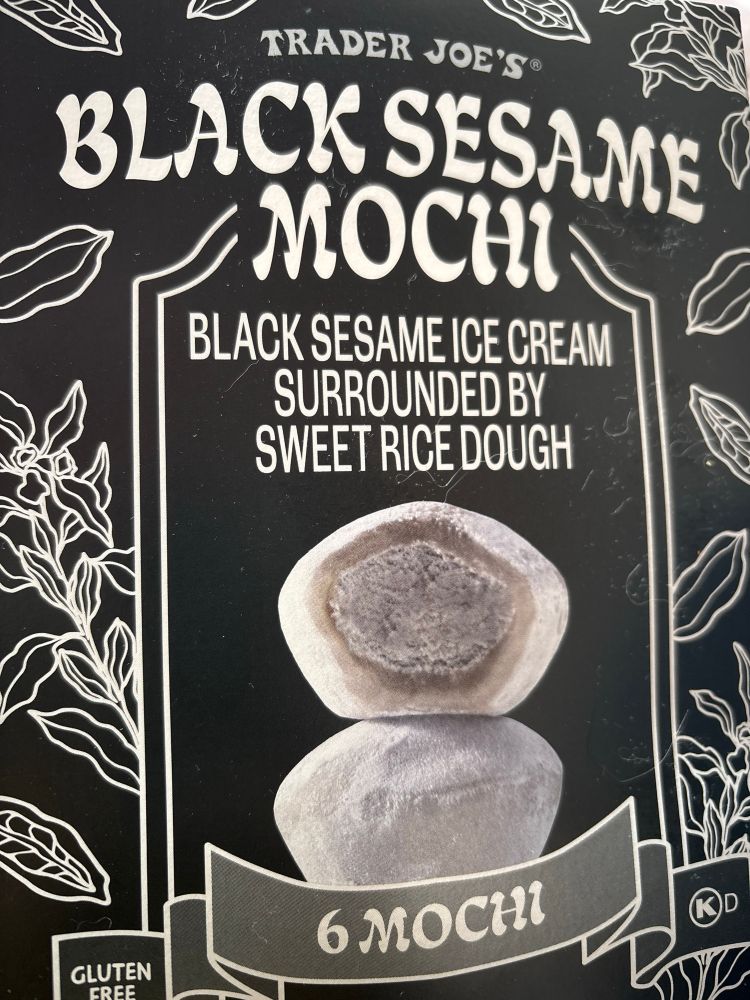 TRADER JOE'S®
BLACK SESAME
MOCHI
BLACK SESAME ICE CREAM
SURROUNDED BY
SWEET RICE DOUGH
6 MOCHI
K D
GLUTEN
FREE